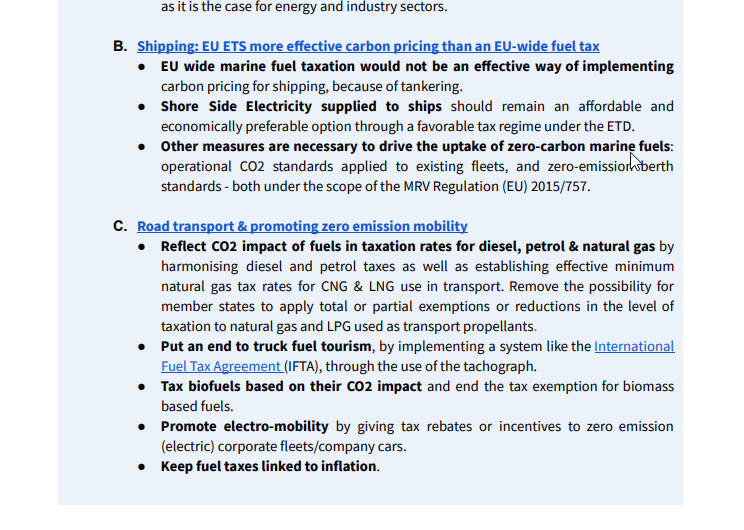 as it is the case for energy and industry sectors.
B. Shipping: EU ETS more effective carbon pricing than an EU-wide fuel tax
● EU wide marine fuel taxation would not be an effective way of implementing
carbon pricing for shipping, because of tankering.
● Shore Side Electricity supplied to ships should remain an affordable and
economically preferable option through a favorable tax regime under the ETD.
● Other measures are necessary to drive the uptake of zero-carbon marine fuels:
operational CO2 standards applied to existing fleets, and zero-emission berth
standards - both under the scope of the MRV Regulation (EU) 2015/757.
C. Road transport & promoting zero emission mobility
● Reflect CO2 impact of fuels in taxation rates for diesel, petrol & natural gas by
harmonising diesel and petrol taxes as well as establishing effective minimum
natural gas tax rates for CNG & LNG use in transport. Remove the possibility for
member states to apply total or partial exemptions or reductions in the level of
taxation to natural gas and LPG used as transport propellants.
● Put an end to truck fuel tourism, by implementing a system like the International
Fuel Tax Agreement (IFTA), through the use of the tachograph.
● Tax biofuels based on their CO2 impact and end the tax exemption for biomass
based fuels.
● Promote electro-mobility by giving tax rebates or incentives to zero emission
(electric) corporate fleets/company cars.
● Keep fuel taxes linked to inflation.